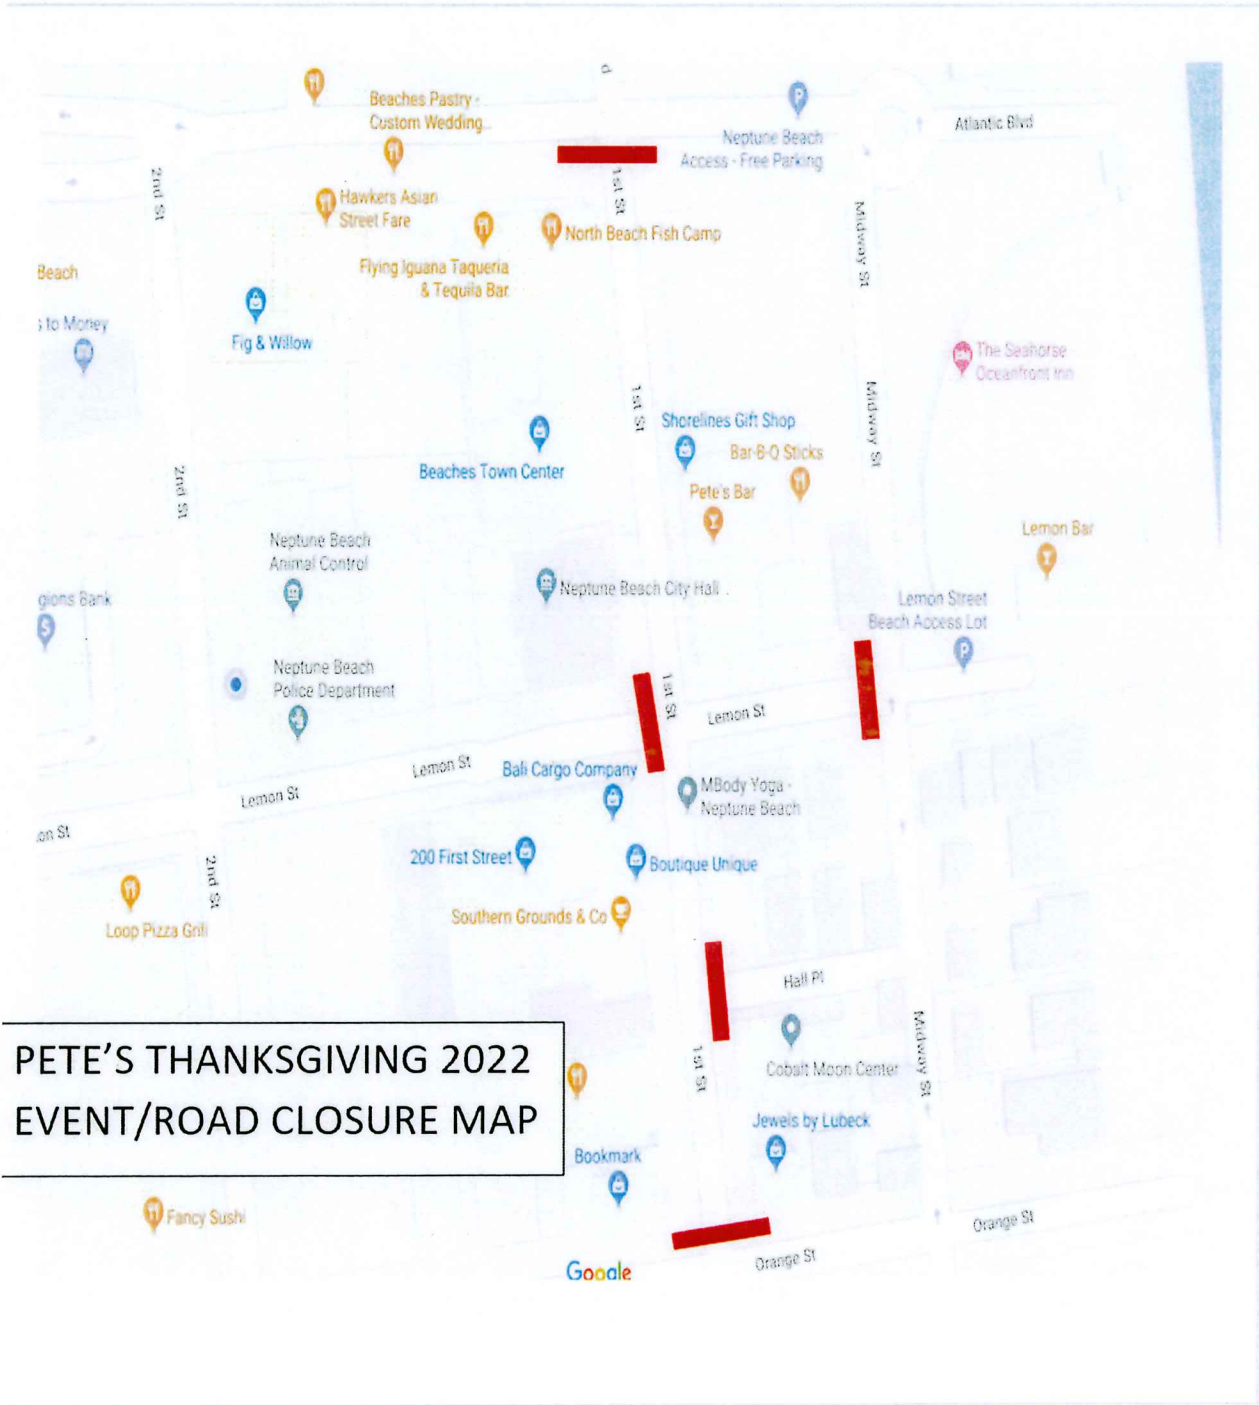 d
Beaches Pastry -
Custom Wedding...
P
Atlantic Blvd
Neptune Beach
Access - Free Parking
2nd St
1st St
Hawkers Asian
Street Fare
North Beach Fish Camp
Midway St
Flying Iguana Taqueria
& Tequila Bar
Beach
s to Money
Fig & Willow
The Seahorse
Oceanfront Inn
1st St
Midway St
Shorelines Gift Shop
Bar-B-Q Sticks
Beaches Town Center
Pete's Bar
2nd St
Lemon Bar
Neptune Beach
Animal Control
Neptune Beach City Hall
gions Bank
$
Lemon Street
Beach Access Lot
P
Neptune Beach
Police Department
1st St
Lemon St
Lemon St
Bali Cargo Company
Lemon St
MBody Yoga -
Neptune Beach
on St
200 First Street
Boutique Unique
2nd St
Southern Grounds & Co
Loop Pizza Grill
Hall Pl
PETE'S THANKSGIVING 2022
EVENT/ROAD CLOSURE MAP
1st St
Midway St
Cobalt Moon Center
Jewels by Lubeck
Bookmark
Fancy Sushi
Orange St
Orange St
Google